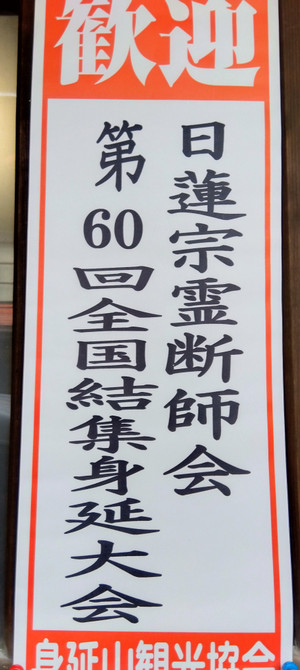 歓迎
日蓮宗霊断師会
第60回全国結集身延大会
身延山観光協会